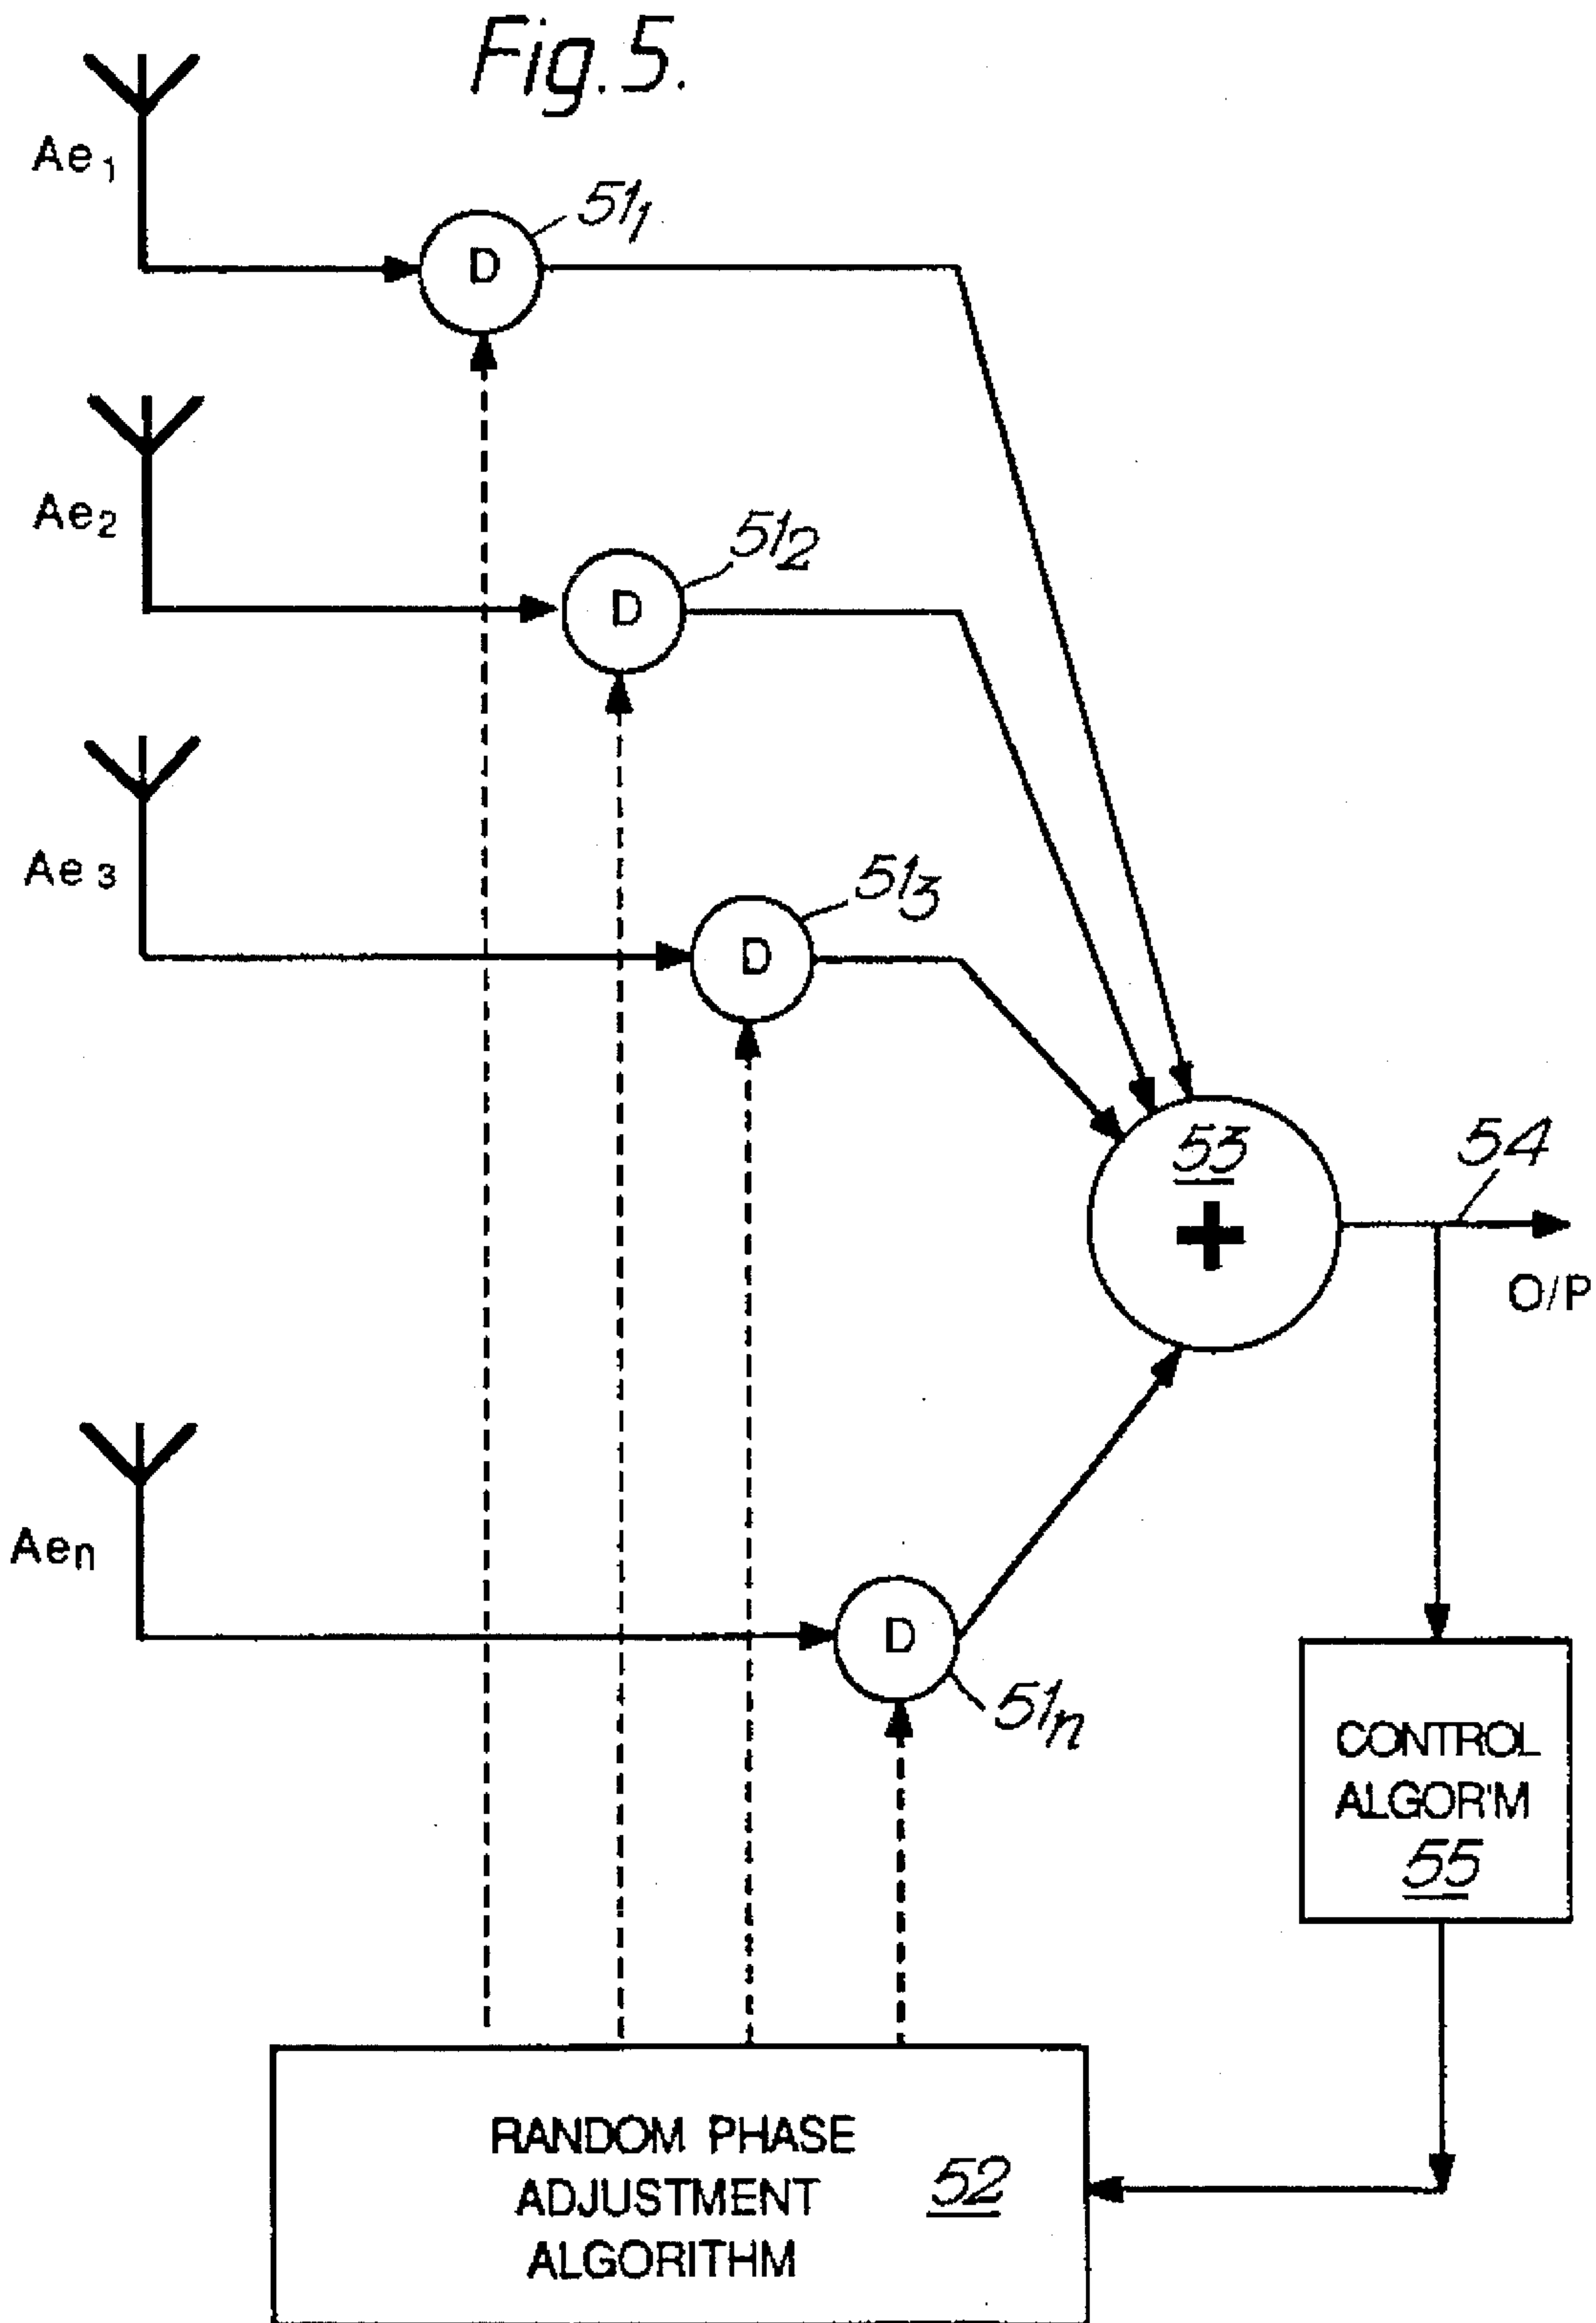 Fig. 5.
Ae₁
51₁
D
Ae₂
51₂
D
Ae₃
51₃
D
53
+
54
O/P
Aeₙ
D
51ₙ
CONTROL
ALGOR'M
55
RANDOM PHASE
ADJUSTMENT
ALGORITHM
52